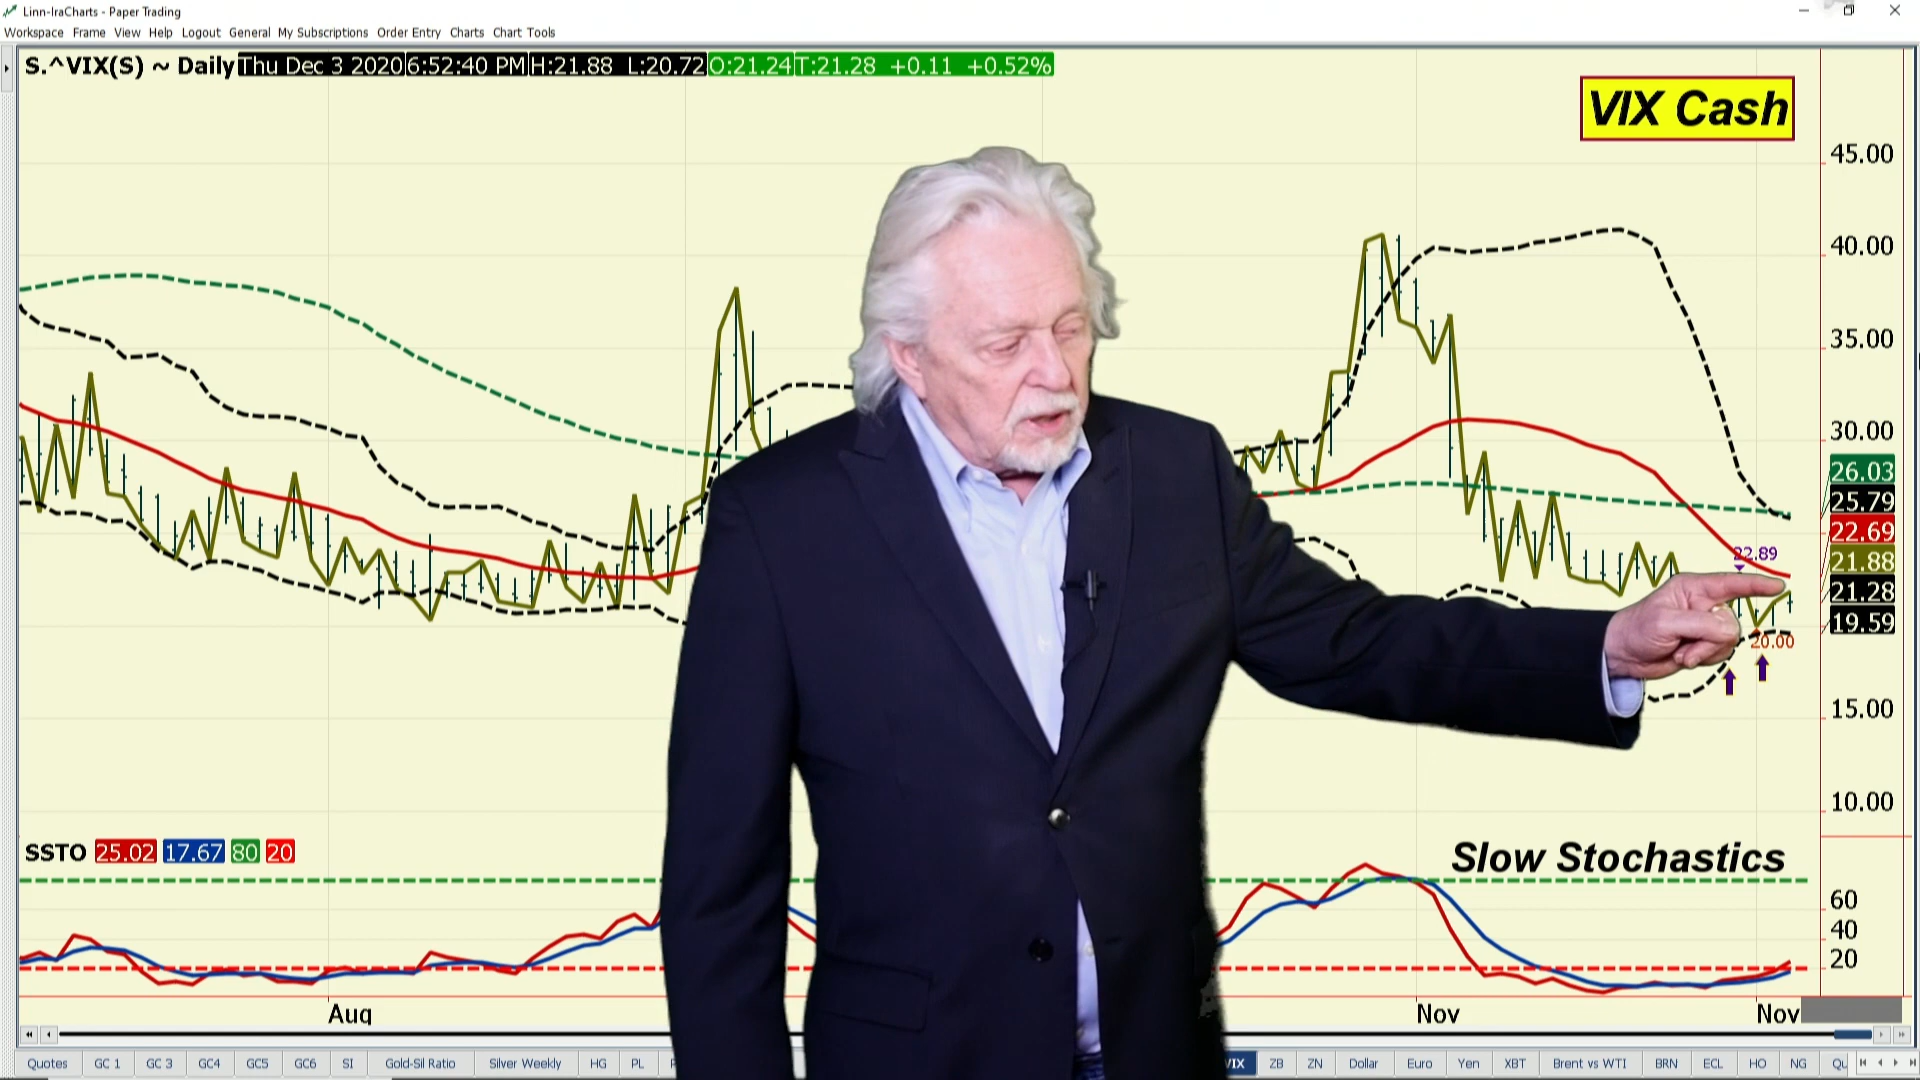 Linn-IraCharts - Paper Trading
Workspace Frame View Help Logout General My Subscriptions Order Entry Charts Chart Tools
S.^VIX(S) ~ Daily Thu Dec 3 2020 6:52:40 PM H:21.88 L:20.72 O:21.24 T:21.28 +0.11 +0.52%
VIX Cash
45.00
40.00
35.00
30.00
26.03
25.79
22.69
22.89
21.88
21.28
19.59
20.00
15.00
10.00
SSTO 25.02 17.67 80 20
Slow Stochastics
60
40
20
Aug Nov Nov
Quotes GC 1 GC 3 GC4 GC5 GC6 SI Gold-Sil Ratio Silver Weekly HG PL VIX ZB ZN Dollar Euro Yen XBT Brent vs WTI BRN ECL HO NG